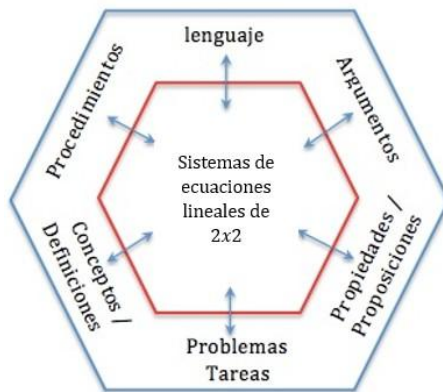 lenguaje
Procedimientos
Argumentos
Sistemas de
ecuaciones
lineales de
2x2
Conceptos /
Definiciones
Propiedades /
Proposiciones
Problemas
Tareas